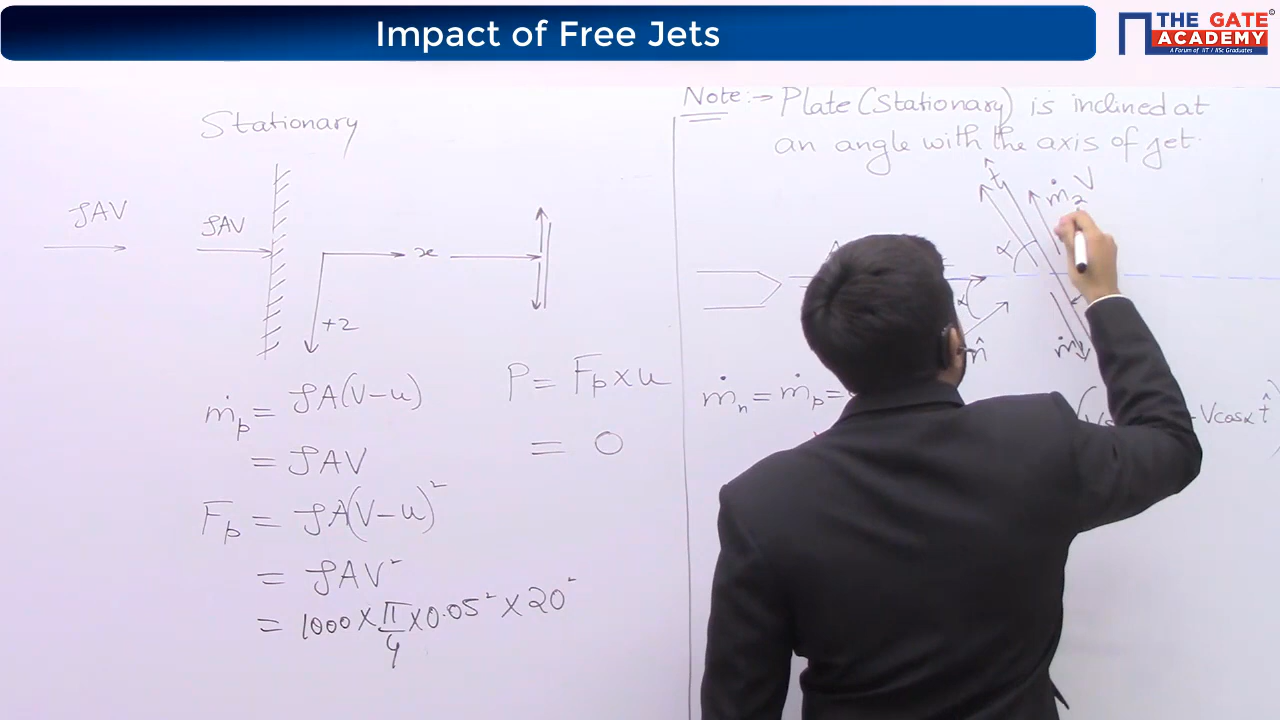 Impact of Free Jets
THE GATE
ACADEMY
A Forum of IIT / IISc Graduates
Stationary
ρAV
ρAV
x
+z
ṁp = ρA(V-u)
= ρAV
Fp = ρA(V-u)²
= ρAV²
= 1000 × π/4 × 0.05² × 20²
P = Fp × u
= 0
Note:→ Plate (Stationary) is inclined at
an angle with the axis of jet.
t̂
ṁ2 V
α
α
n̂
ṁ
ṁn = ṁp =
- Vcosα t̂)